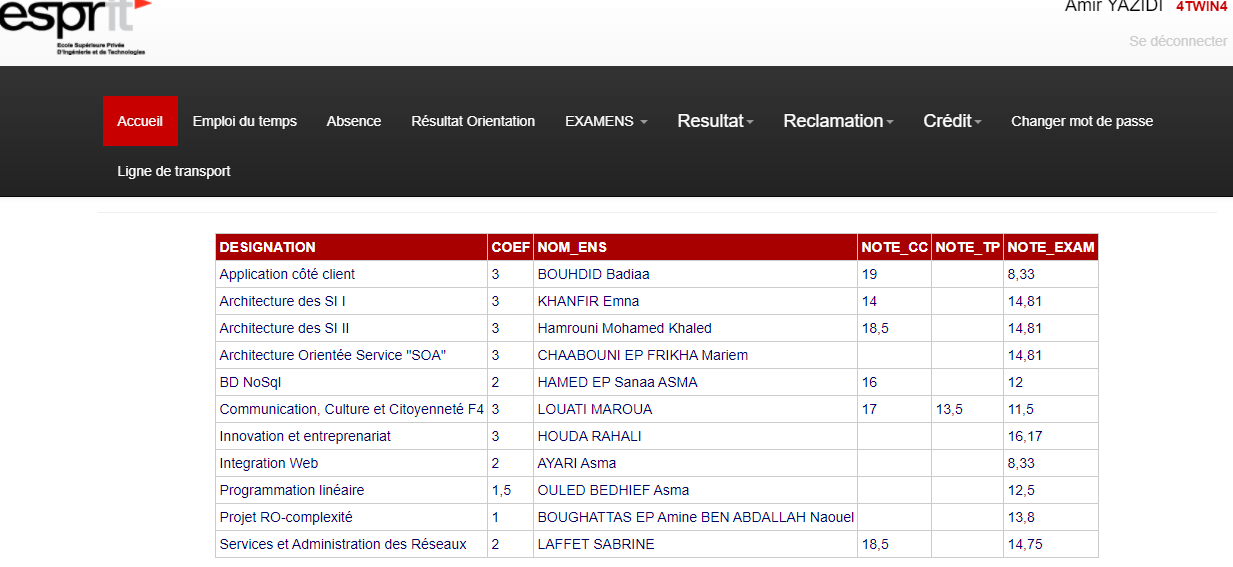 esprit
Ecole Supérieure Privée
D'Ingénierie et de Technologies
Amir YAZIDI 4TWIN4
Se déconnecter
Accueil Emploi du temps Absence Résultat Orientation EXAMENS Resultat Reclamation Crédit Changer mot de passe
Ligne de transport
DESIGNATION COEF NOM_ENS NOTE_CC NOTE_TP NOTE_EXAM
Application côté client 3 BOUHDID Badiaa 19 8,33
Architecture des SI I 3 KHANFIR Emna 14 14,81
Architecture des SI II 3 Hamrouni Mohamed Khaled 18,5 14,81
Architecture Orientée Service "SOA" 3 CHAABOUNI EP FRIKHA Mariem 14,81
BD NoSql 2 HAMED EP Sanaa ASMA 16 12
Communication, Culture et Citoyenneté F4 3 LOUATI MAROUA 17 13,5 11,5
Innovation et entreprenariat 3 HOUDA RAHALI 16,17
Integration Web 2 AYARI Asma 8,33
Programmation linéaire 1,5 OULED BEDHIEF Asma 12,5
Projet RO-complexité 1 BOUGHATTAS EP Amine BEN ABDALLAH Naouel 13,8
Services et Administration des Réseaux 2 LAFFET SABRINE 18,5 14,75